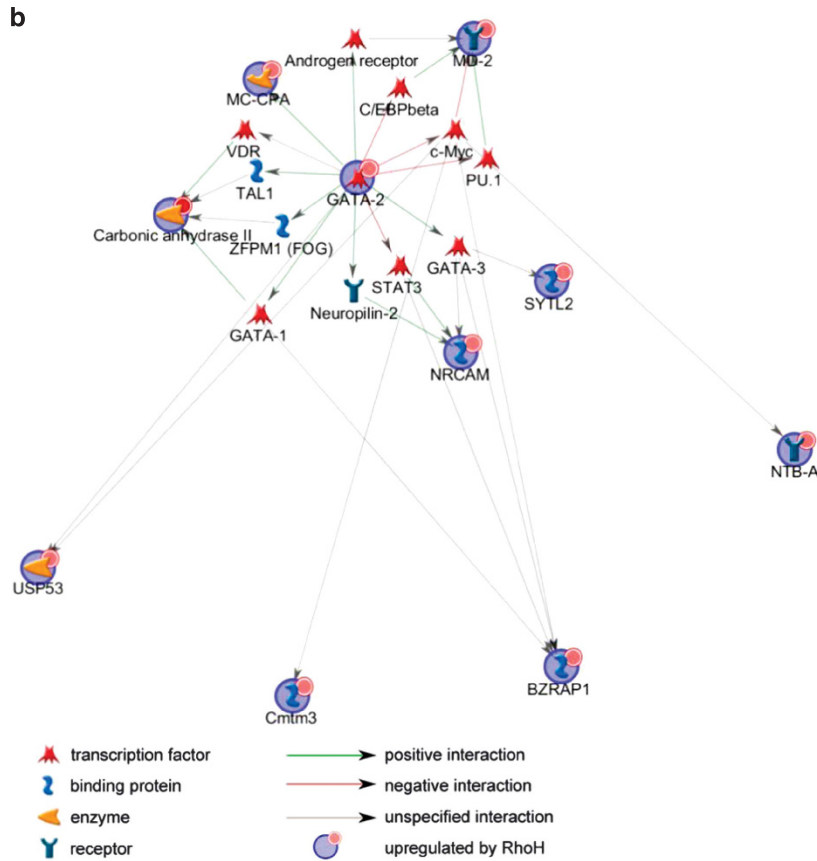 b
Androgen receptor
MD-2
MC-CPA
C/EBPbeta
VDR
c-Myc
PU.1
TAL1
GATA-2
Carbonic anhydrase II
ZFPM1 (FOG)
GATA-3
STAT3
SYTL2
Neuropilin-2
GATA-1
NRCAM
NTB-A
USP53
BZRAP1
Cmtm3
transcription factor
positive interaction
binding protein
negative interaction
enzyme
unspecified interaction
receptor
upregulated by RhoH